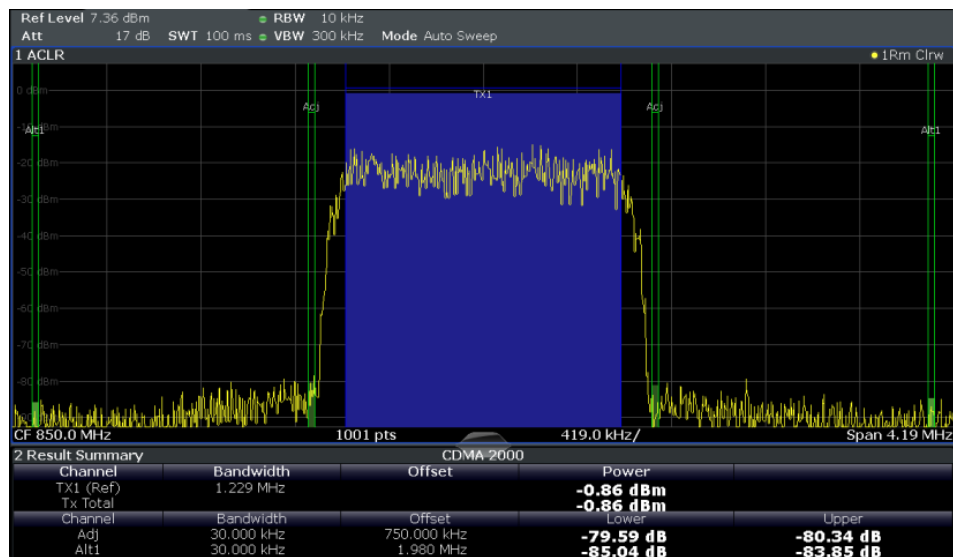 Ref Level 7.36 dBm RBW 10 kHz
Att 17 dB SWT 100 ms VBW 300 kHz Mode Auto Sweep
1 ACLR 1Rm Clrw
0 dBm
TX1
Adj Adj
Alt1 Alt1
-20 dBm
-30 dBm
-40 dBm
-50 dBm
-60 dBm
-70 dBm
-80 dBm
CF 850.0 MHz 1001 pts 419.0 kHz/ Span 4.19 MHz
2 Result Summary CDMA 2000
Channel Bandwidth Offset Power
TX1 (Ref) 1.229 MHz -0.86 dBm
Tx Total -0.86 dBm
Channel Bandwidth Offset Lower Upper
Adj 30.000 kHz 750.000 kHz -79.59 dB -80.34 dB
Alt1 30.000 kHz 1.980 MHz -85.04 dB -83.85 dB